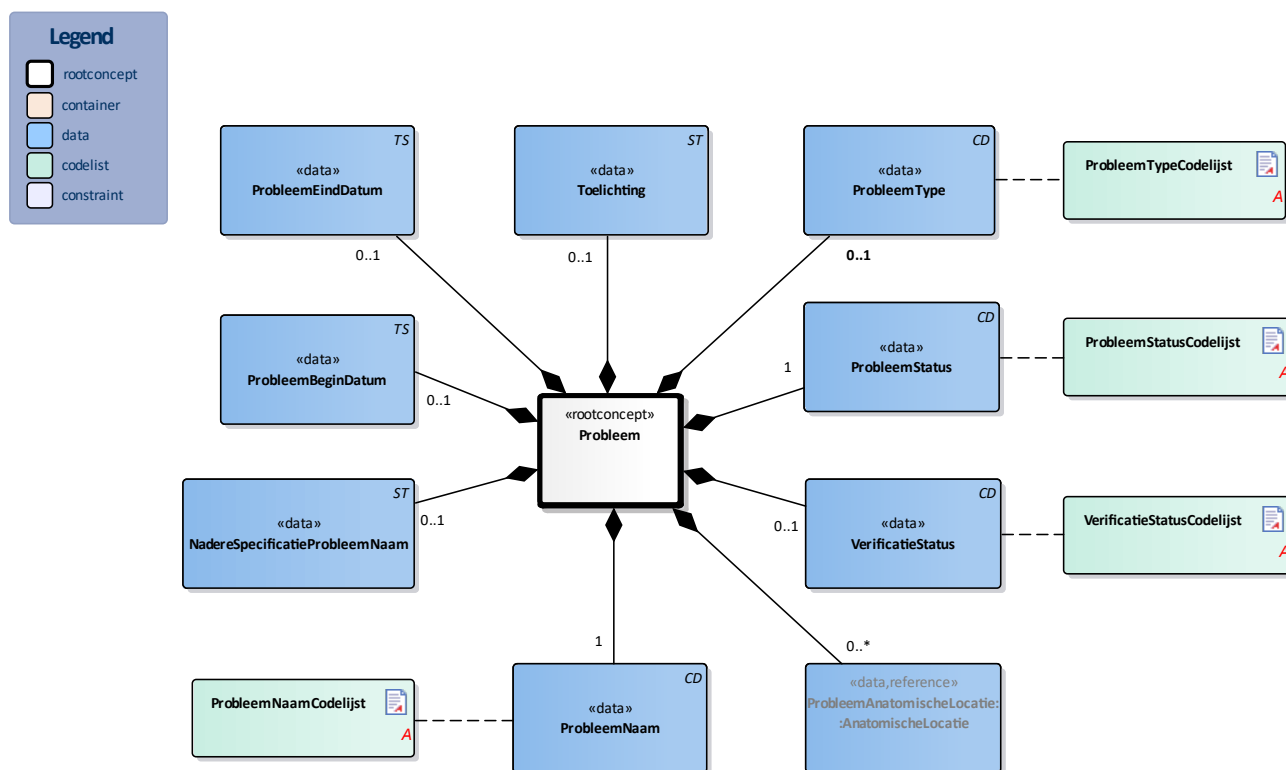 Legend
rootconcept
container
data
codelist
constraint
TS
«data»
ProbleemEindDatum
0..1
ST
«data»
Toelichting
0..1
CD
«data»
ProbleemType
0..1
ProbleemTypeCodelijst
A
TS
«data»
ProbleemBeginDatum
0..1
CD
«data»
ProbleemStatus
1
ProbleemStatusCodelijst
A
«rootconcept»
Probleem
ST
«data»
NadereSpecificatieProbleemNaam
0..1
CD
«data»
VerificatieStatus
0..1
VerificatieStatusCodelijst
A
1
0..*
ProbleemNaamCodelijst
A
CD
«data»
ProbleemNaam
«data,reference»
ProbleemAnatomischeLocatie:
:AnatomischeLocatie